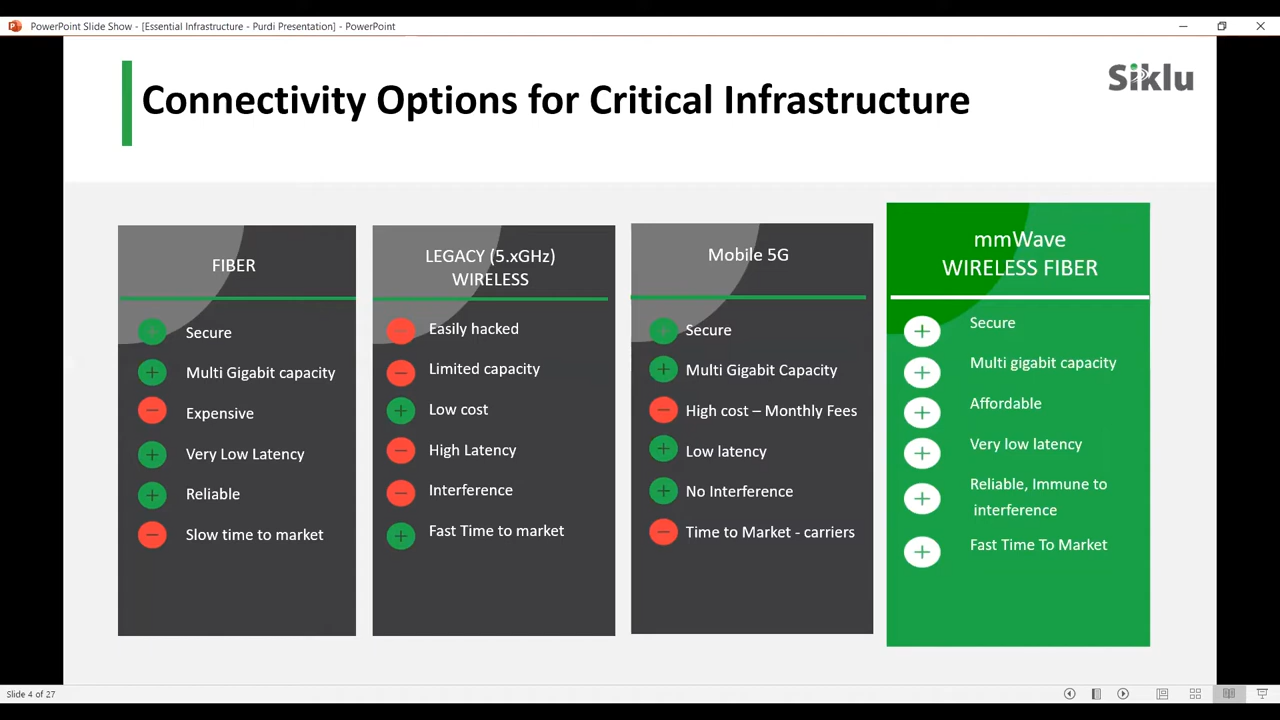 PowerPoint Slide Show - [Essential Infrastructure - Purdi Presentation] - PowerPoint
Siklu
Connectivity Options for Critical Infrastructure
FIBER
Secure
Multi Gigabit capacity
Expensive
Very Low Latency
Reliable
Slow time to market
LEGACY (5.xGHz)
WIRELESS
Easily hacked
Limited capacity
Low cost
High Latency
Interference
Fast Time to market
Mobile 5G
Secure
Multi Gigabit Capacity
High cost – Monthly Fees
Low latency
No Interference
Time to Market - carriers
mmWave
WIRELESS FIBER
Secure
Multi gigabit capacity
Affordable
Very low latency
Reliable, Immune to
interference
Fast Time To Market
Slide 4 of 27